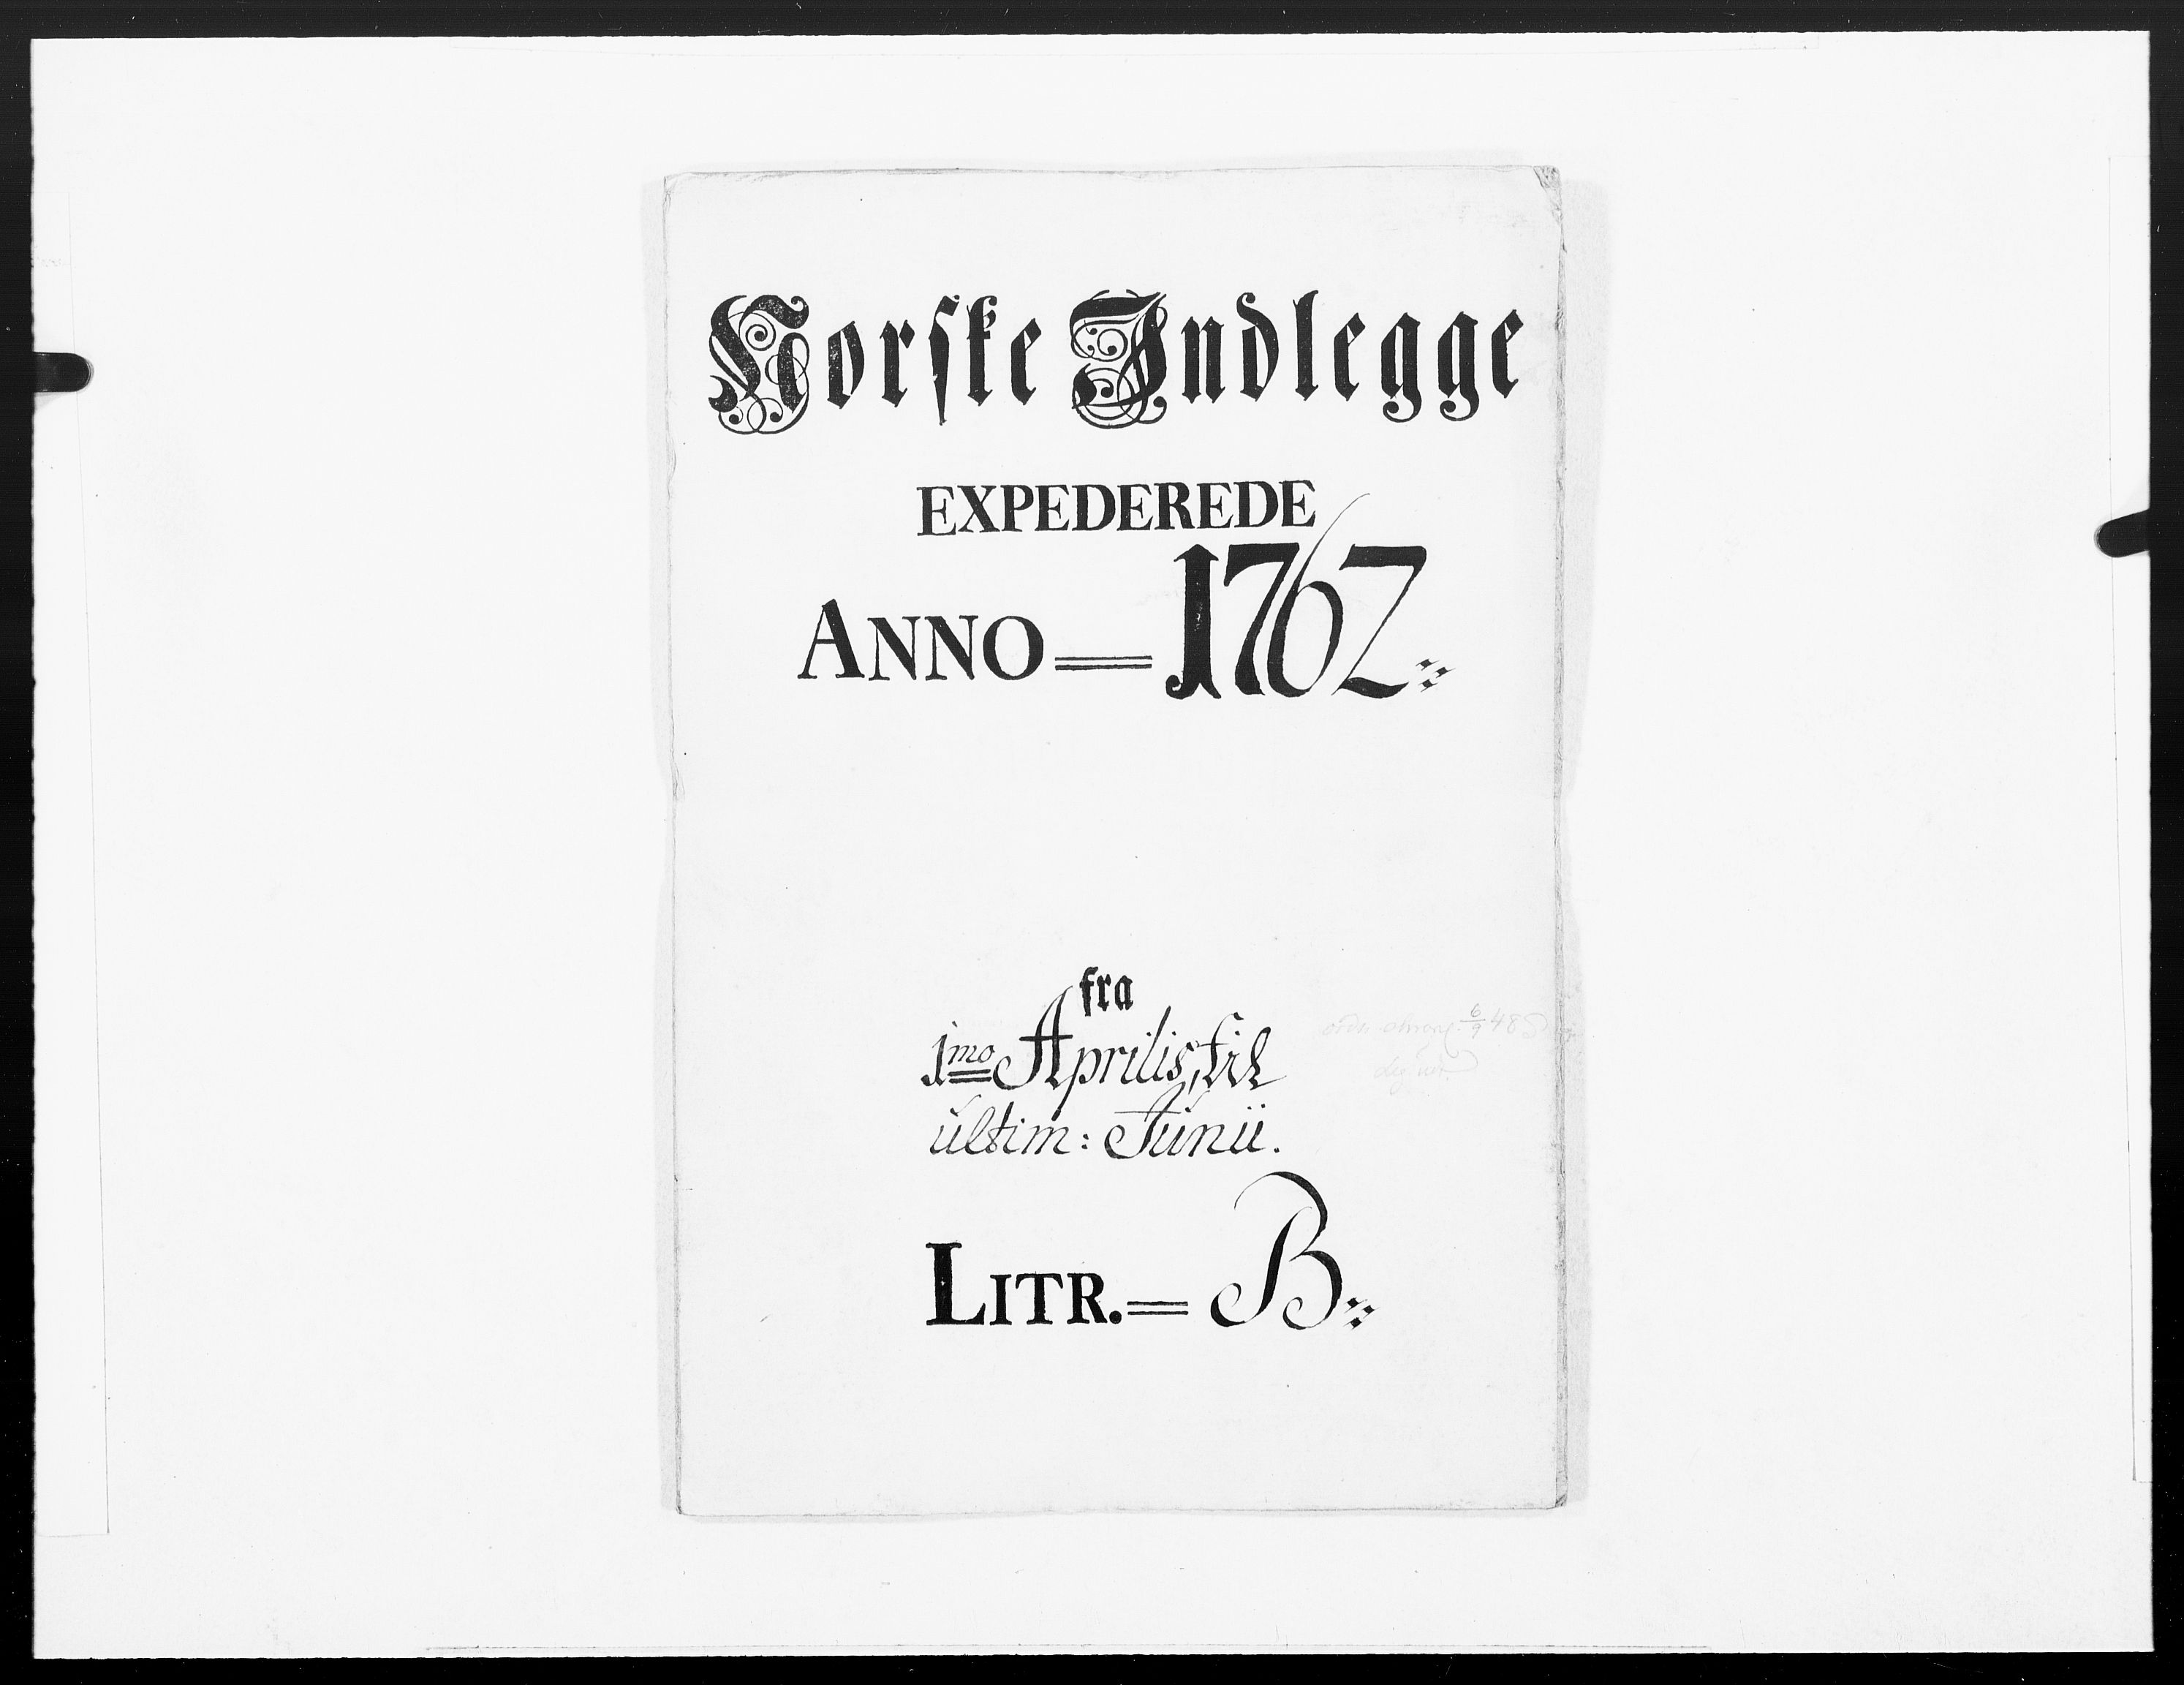 Norske Indlegge
EXPEDEREDE
ANNO = 1762
fra
1mo Aprilis, til
ultim: Junii.
LITR. = B